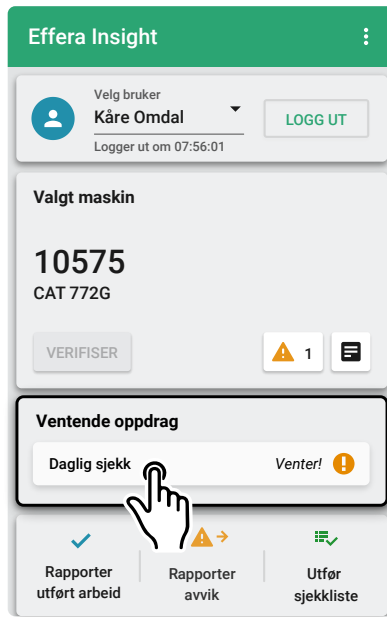 Effera Insight
Velg bruker
Kåre Omdal
LOGG UT
Logger ut om 07:56:01
Valgt maskin
10575
CAT 772G
VERIFISER
1
Ventende oppdrag
Daglig sjekk
Venter!
Rapporter
utført arbeid
Rapporter
avvik
Utfør
sjekkliste